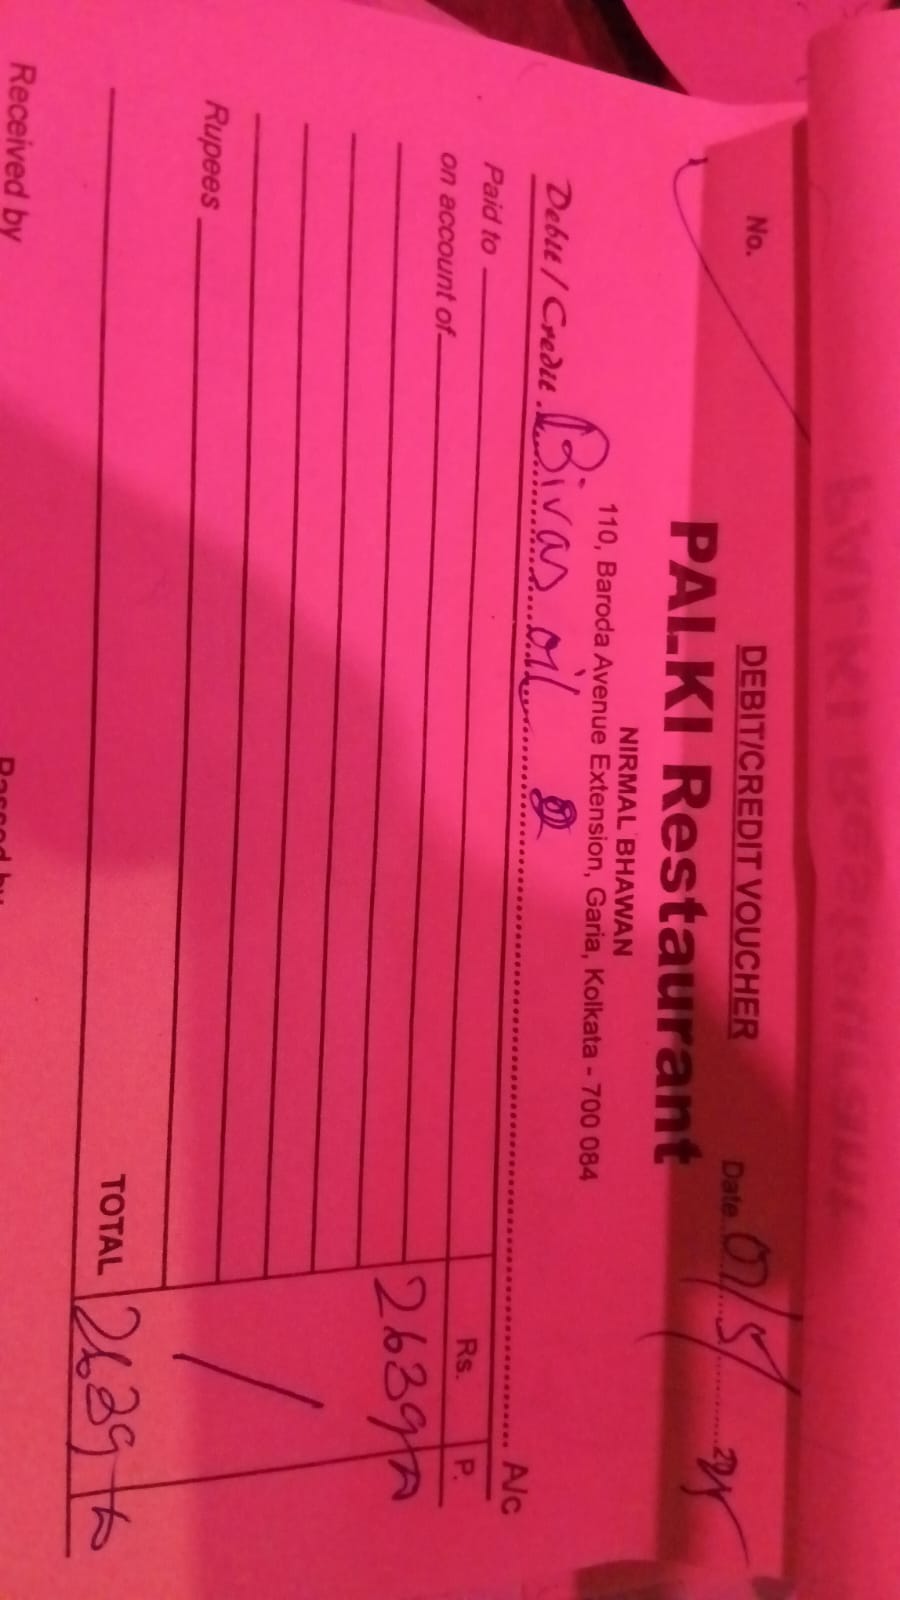 DEBIT/CREDIT VOUCHER
No. Date 07/5/
PALKI Restaurant
NIRMAL BHAWAN
110, Baroda Avenue Extension, Garia, Kolkata - 700 084
Debit / Credit Bivas oil A/c
Paid to Rs. P.
on account of 2639
Rupees
TOTAL 2639
Received by Passed by